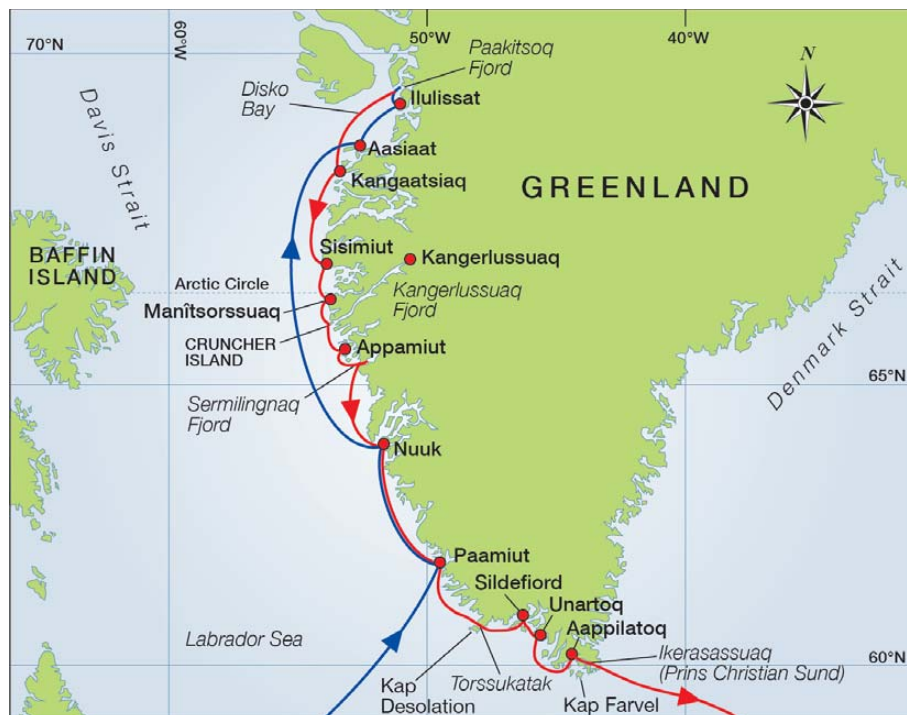 70°N
60°W
50°W
40°W
Paakitsoq
Fjord
N
Disko
Bay
Ilulissat
Davis Strait
Aasiaat
Kangaatsiaq
GREENLAND
BAFFIN
ISLAND
Sisimiut
Kangerlussuaq
Arctic Circle
Kangerlussuaq
Fjord
Manîtsorssuaq
CRUNCHER
ISLAND
Appamiut
Denmark Strait
65°N
Sermilingnaq
Fjord
Nuuk
Paamiut
Sildefiord
Unartoq
Aappilatoq
Labrador Sea
Ikerasassuaq
(Prins Christian Sund)
60°N
Kap
Desolation
Torssukatak
Kap Farvel